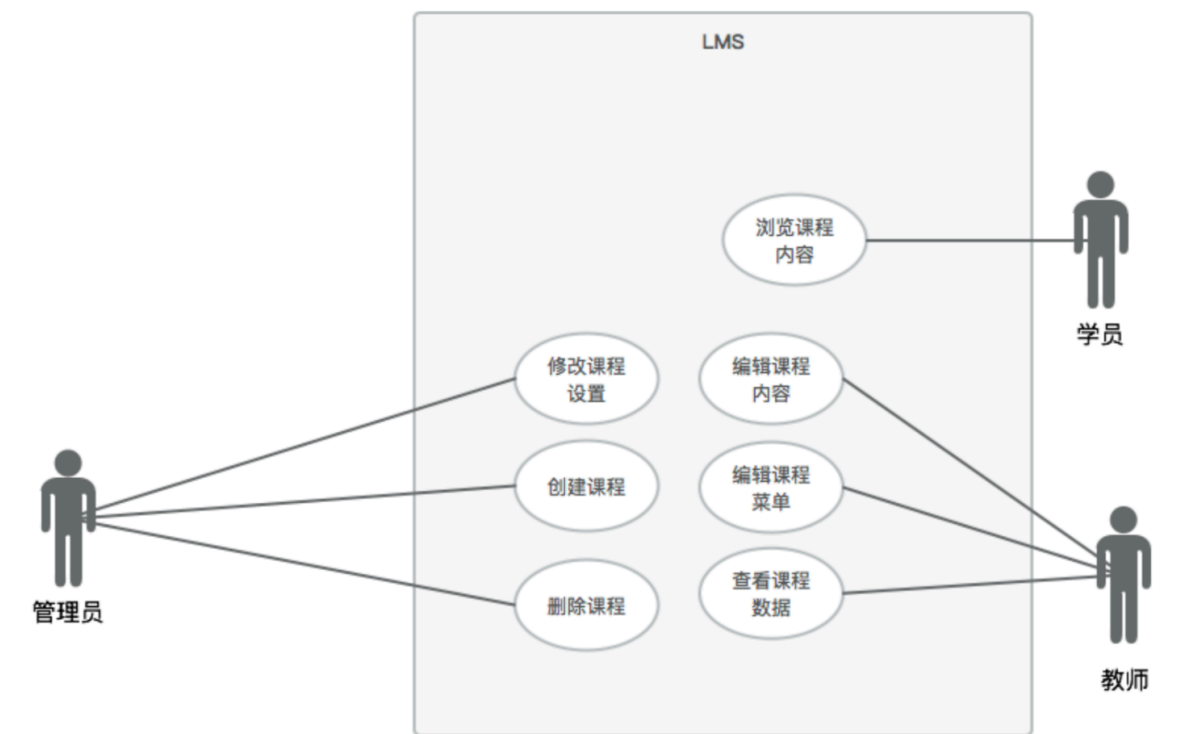 LMS
浏览课程
内容
学员
修改课程
设置
编辑课程
内容
创建课程
编辑课程
菜单
删除课程
查看课程
数据
管理员
教师